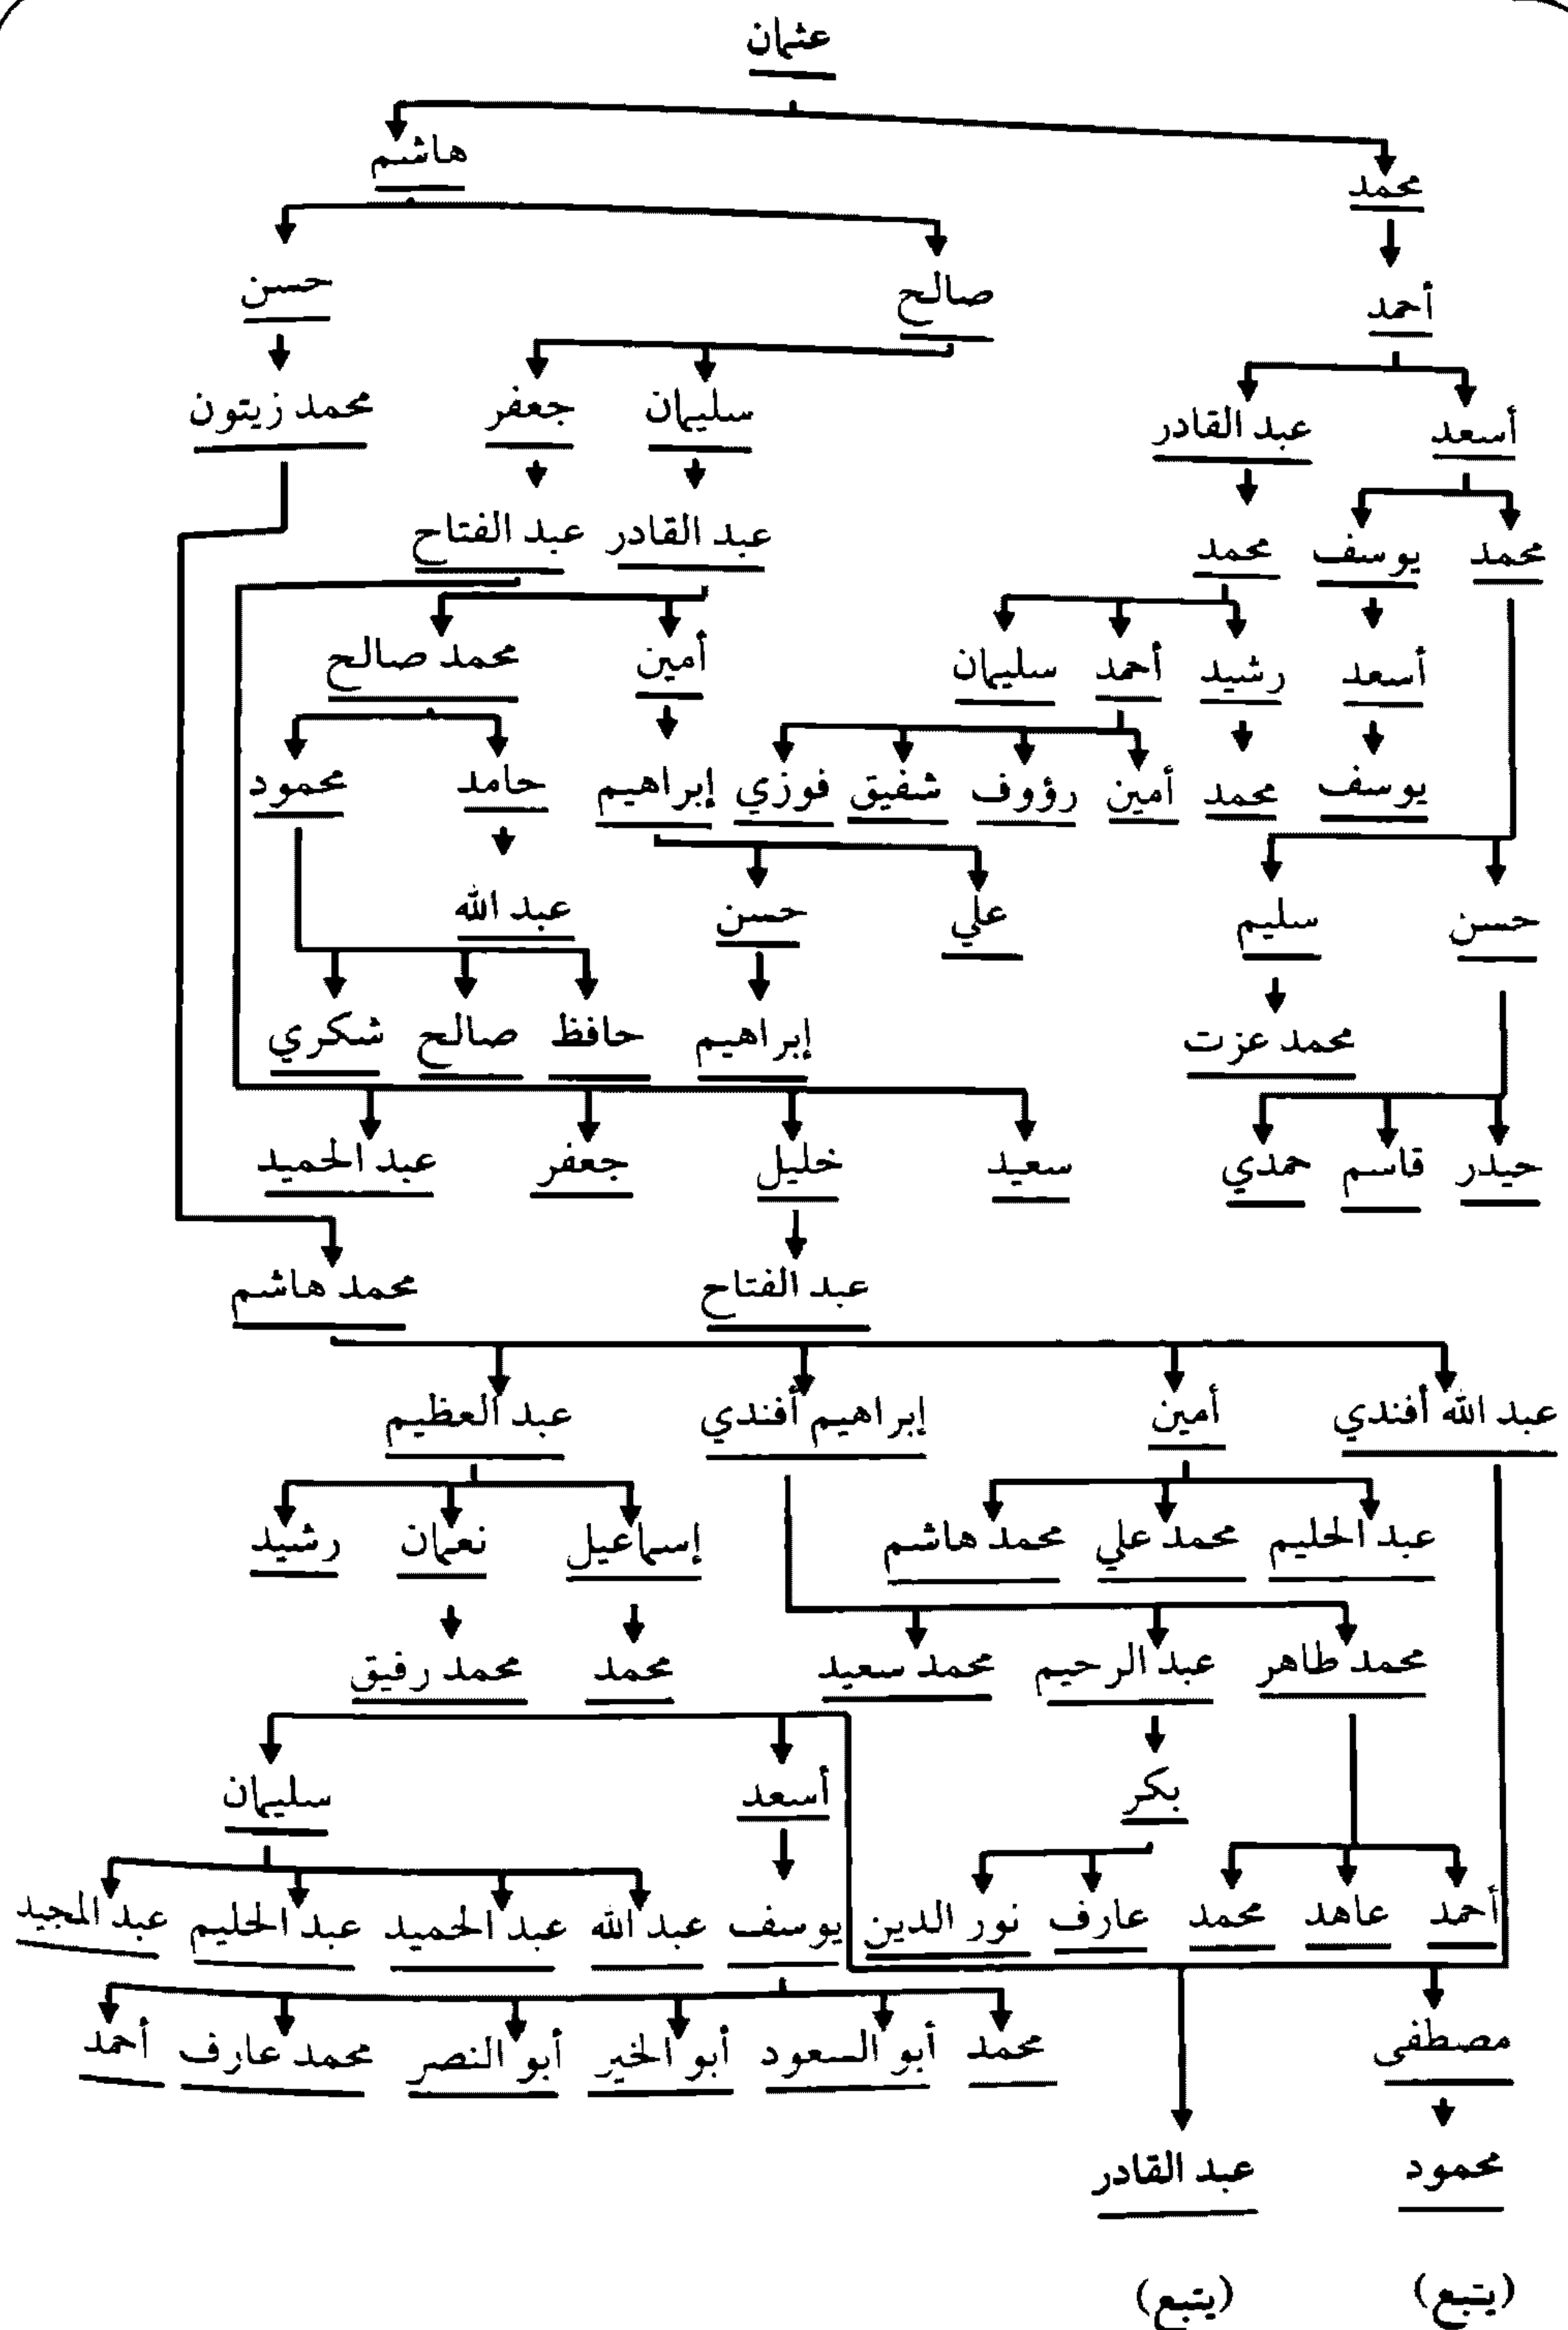 عثمان
هاشم
محمد
حسن
صالح
أحمد
محمد زيتون
جعفر
سليمان
عبد القادر
أسعد
عبد الفتاح
عبد القادر
محمد
يوسف
محمد
محمد صالح
أمين
سليمان
أحمد
رشيد
أسعد
محمود
حامد
إبراهيم
فوزي
شفيق
رؤوف
أمين
محمد
يوسف
عبد الله
حسن
علي
سليم
حسن
شكري
صالح
حافظ
إبراهيم
محمد عزت
عبد الحميد
جعفر
خليل
سعيد
حمدي
قاسم
حيدر
محمد هاشم
عبد الفتاح
عبد العظيم
إبراهيم أفندي
أمين
عبد الله أفندي
رشيد
نعمان
إسماعيل
محمد هاشم
محمد علي
عبد الحليم
محمد رفيق
محمد
محمد سعيد
عبد الرحيم
محمد طاهر
سليمان
أسعد
بكر
عبد المجيد
عبد الحليم
عبد الحميد
عبد الله
يوسف
نور الدين
عارف
محمد
عاهد
أحمد
أحمد
محمد عارف
أبو النصر
أبو الخير
أبو السعود
محمد
مصطفى
عبد القادر
محمود
(يتبع)
(يتبع)